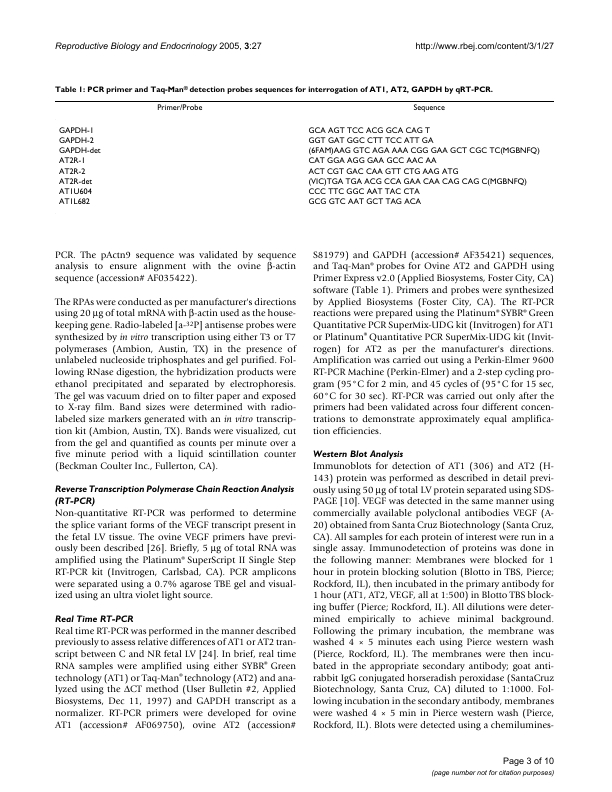 Reproductive Biology and Endocrinology 2005, 3:27
http://www.rbej.com/content/3/1/27
Table 1: PCR primer and Taq-Man® detection probes sequences for interrogation of AT1, AT2, GAPDH by qRT-PCR.
Primer/Probe Sequence
GAPDH-1 GCA AGT TCC ACG GCA CAG T
GAPDH-2 GGT GAT GGC CTT TCC ATT GA
GAPDH-det (6FAM)AAG GTC AGA AAA CGG GAA GCT CGC TC(MGBNFQ)
AT2R-1 CAT GGA AGG GAA GCC AAC AA
AT2R-2 ACT CGT GAC CAA GTT CTG AAG ATG
AT2R-det (VIC)TGA TGA ACG CCA GAA CAA CAG CAG C(MGBNFQ)
AT1U604 CCC TTC GGC AAT TAC CTA
AT1L682 GCG GTC AAT GCT TAG ACA
PCR. The pActn9 sequence was validated by sequence
analysis to ensure alignment with the ovine β-actin
sequence (accession# AF035422).
The RPAs were conducted as per manufacturer's directions
using 20 μg of total mRNA with β-actin used as the house-
keeping gene. Radio-labeled [a-³²P] antisense probes were
synthesized by in vitro transcription using either T3 or T7
polymerases (Ambion, Austin, TX) in the presence of
unlabeled nucleotide triphosphates and gel purified. Fol-
lowing RNase digestion, the hybridization products were
ethanol precipitated and separated by electrophoresis.
The gel was vacuum dried on to filter paper and exposed
to X-ray film. Band sizes were determined with radio-
labeled size markers generated with an in vitro transcrip-
tion kit (Ambion, Austin, TX). Bands were visualized, cut
from the gel and quantified as counts per minute over a
five minute period with a liquid scintillation counter
(Beckman Coulter Inc., Fullerton, CA).
Reverse Transcription Polymerase Chain Reaction Analysis
(RT-PCR)
Non-quantitative RT-PCR was performed to determine
the splice variant forms of the VEGF transcript present in
the fetal LV tissue. The ovine VEGF primers have previ-
ously been described [26]. Briefly, 5 μg of total RNA was
amplified using the Platinum® SuperScript II Single Step
RT-PCR kit (Invitrogen, Carlsbad, CA). PCR amplicons
were separated using a 0.7% agarose TBE gel and visual-
ized using an ultra violet light source.
Real Time RT-PCR
Real time RT-PCR was performed in the manner described
previously to assess relative differences of AT1 or AT2 tran-
script between C and NR fetal LV [24]. In brief, real time
RNA samples were amplified using either SYBR® Green
technology (AT1) or Taq-Man® technology (AT2) and ana-
lyzed using the ΔCT method (User Bulletin #2, Applied
Biosystems, Dec 11, 1997) and GAPDH transcript as a
normalizer. RT-PCR primers were developed for ovine
AT1 (accession# AF069750), ovine AT2 (accession#
S81979) and GAPDH (accession# AF35421) sequences,
and Taq-Man® probes for Ovine AT2 and GAPDH using
Primer Express v2.0 (Applied Biosystems, Foster City, CA)
software (Table 1). Primers and probes were synthesized
by Applied Biosystems (Foster City, CA). The RT-PCR
reactions were prepared using the Platinum® SYBR® Green
Quantitative PCR SuperMix-UDG kit (Invitrogen) for AT1
or Platinum® Quantitative PCR SuperMix-UDG kit (Invit-
rogen) for AT2 as per the manufacturer's directions.
Amplification was carried out using a Perkin-Elmer 9600
RT-PCR Machine (Perkin-Elmer) and a 2-step cycling pro-
gram (95°C for 2 min, and 45 cycles of (95°C for 15 sec,
60°C for 30 sec). RT-PCR was carried out only after the
primers had been validated across four different concen-
trations to demonstrate approximately equal amplifica-
tion efficiencies.
Western Blot Analysis
Immunoblots for detection of AT1 (306) and AT2 (H-
143) protein was performed as described in detail previ-
ously using 50 μg of total LV protein separated using SDS-
PAGE [10]. VEGF was detected in the same manner using
commercially available polyclonal antibodies VEGF (A-
20) obtained from Santa Cruz Biotechnology (Santa Cruz,
CA). All samples for each protein of interest were run in a
single assay. Immunodetection of proteins was done in
the following manner: Membranes were blocked for 1
hour in protein blocking solution (Blotto in TBS, Pierce;
Rockford, IL), then incubated in the primary antibody for
1 hour (AT1, AT2, VEGF, all at 1:500) in Blotto TBS block-
ing buffer (Pierce; Rockford, IL). All dilutions were deter-
mined empirically to achieve minimal background.
Following the primary incubation, the membrane was
washed 4 × 5 minutes each using Pierce western wash
(Pierce, Rockford, IL). The membranes were then incu-
bated in the appropriate secondary antibody; goat anti-
rabbit IgG conjugated horseradish peroxidase (SantaCruz
Biotechnology, Santa Cruz, CA) diluted to 1:1000. Fol-
lowing incubation in the secondary antibody, membranes
were washed 4 × 5 min in Pierce western wash (Pierce,
Rockford, IL). Blots were detected using a chemilumines-
Page 3 of 10
(page number not for citation purposes)